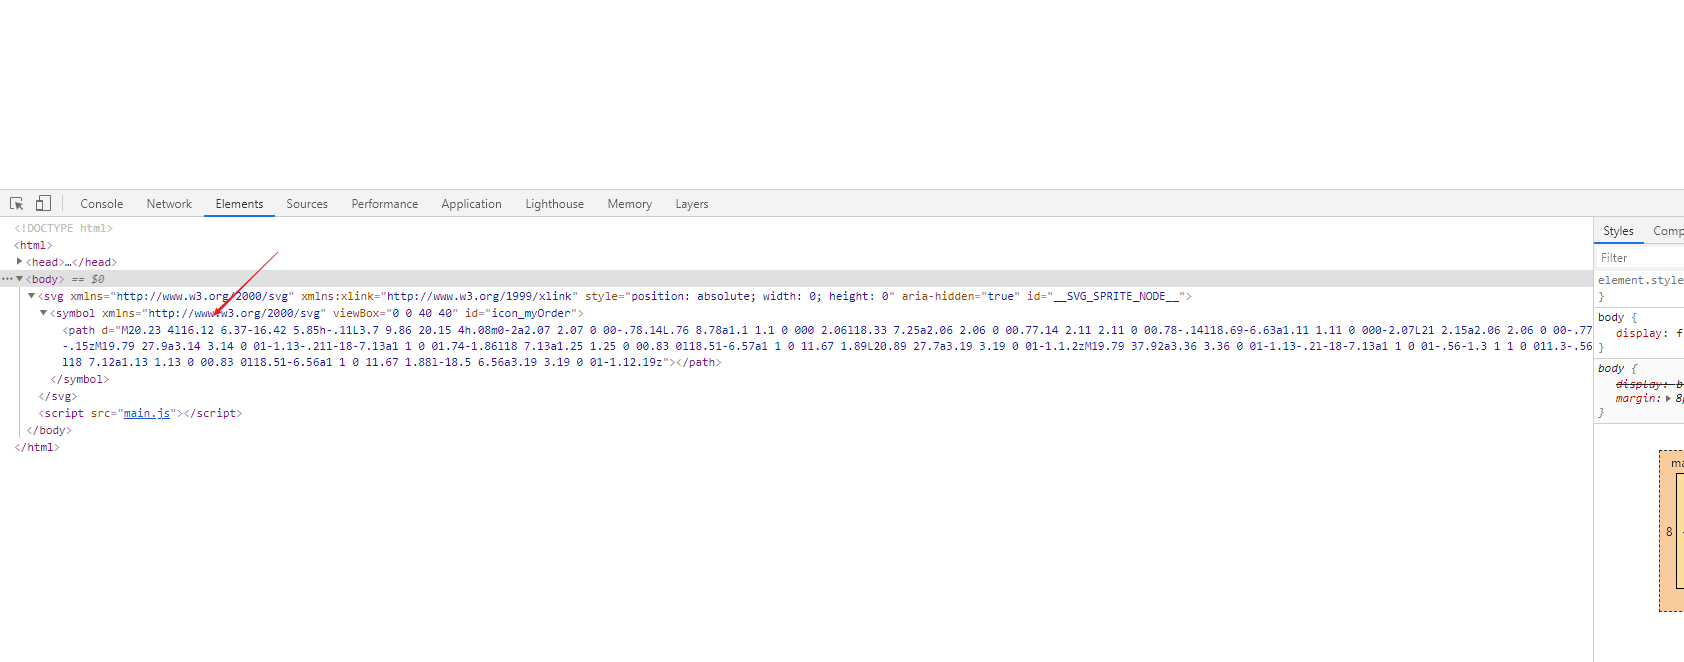 Console Network Elements Sources Performance Application Lighthouse Memory Layers
<!DOCTYPE html>
<html>
<head>…</head>
<body> == $0
<svg xmlns="http://www.w3.org/2000/svg" xmlns:xlink="http://www.w3.org/1999/xlink" style="position: absolute; width: 0; height: 0" aria-hidden="true" id="__SVG_SPRITE_NODE__">
<symbol xmlns="http://www.w3.org/2000/svg" viewBox="0 0 40 40" id="icon_myOrder">
<path d="M20.23 4l16.12 6.37-16.42 5.85h-.11L3.7 9.86 20.15 4h.08m0-2a2.07 2.07 0 00-.78.14L.76 8.78a1.1 1.1 0 000 2.06l18.33 7.25a2.06 2.06 0 00.77.14 2.11 2.11 0 00.78-.14l18.69-6.63a1.11 1.11 0 000-2.07L21 2.15a2.06 2.06 0 00-.77
-.15zM19.79 27.9a3.14 3.14 0 01-1.13-.21l-18-7.13a1 1 0 01.74-1.86l18 7.13a1.25 1.25 0 00.83 0l18.51-6.57a1 1 0 11.67 1.89L20.89 27.7a3.19 3.19 0 01-1.1.2zM19.79 37.92a3.36 3.36 0 01-1.13-.2l-18-7.13a1 1 0 01-.56-1.3 1 1 0 011.3-.56
l18 7.12a1.13 1.13 0 00.83 0l18.51-6.56a1 1 0 11.67 1.88l-18.5 6.56a3.19 3.19 0 01-1.12.19z"></path>
</symbol>
</svg>
<script src="main.js"></script>
</body>
</html>
Styles Comp
Filter
element.style
}
body {
display: f
}
body {
display: b
margin: 8p
}
ma
8
-